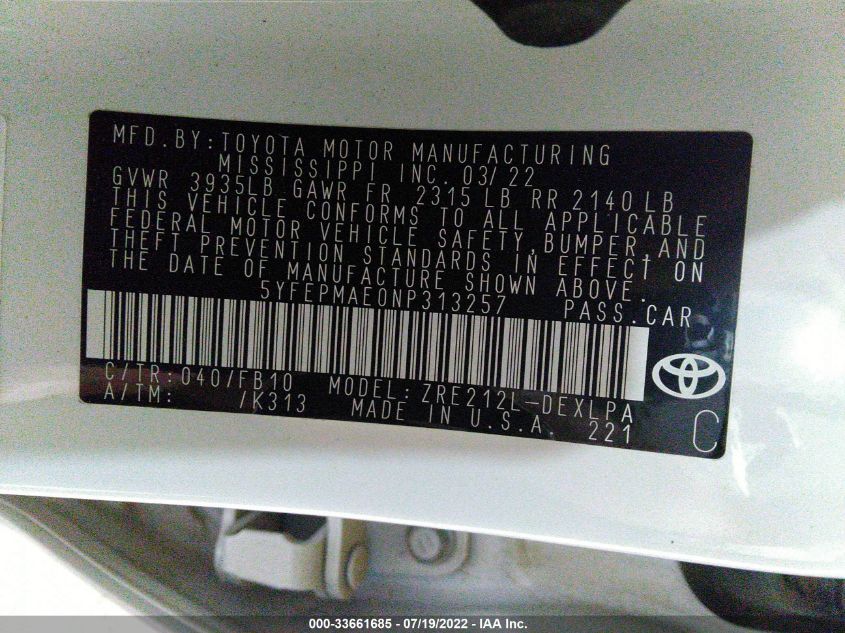 MFD.BY:TOYOTA MOTOR MANUFACTURING
MISSISSIPPI INC. 03/22
GVWR 3935LB GAWR FR 2315 LB RR 2140 LB
THIS VEHICLE CONFORMS TO ALL APPLICABLE
FEDERAL MOTOR VEHICLE SAFETY,BUMPER,AND
THEFT PREVENTION STANDARDS IN EFFECT ON
THE DATE OF MANUFACTURE SHOWN ABOVE.
5YFEPMAE0NP313257 PASS.CAR
C/TR:040/FB10 MODEL:ZRE212L-DEXLPA
A/TM: /K313 MADE IN U.S.A 221
C
000-33661685 - 07/19/2022 - IAA Inc.